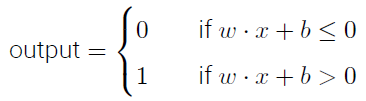 output = { 0 if w · x + b ≤ 0
1 if w · x + b > 0